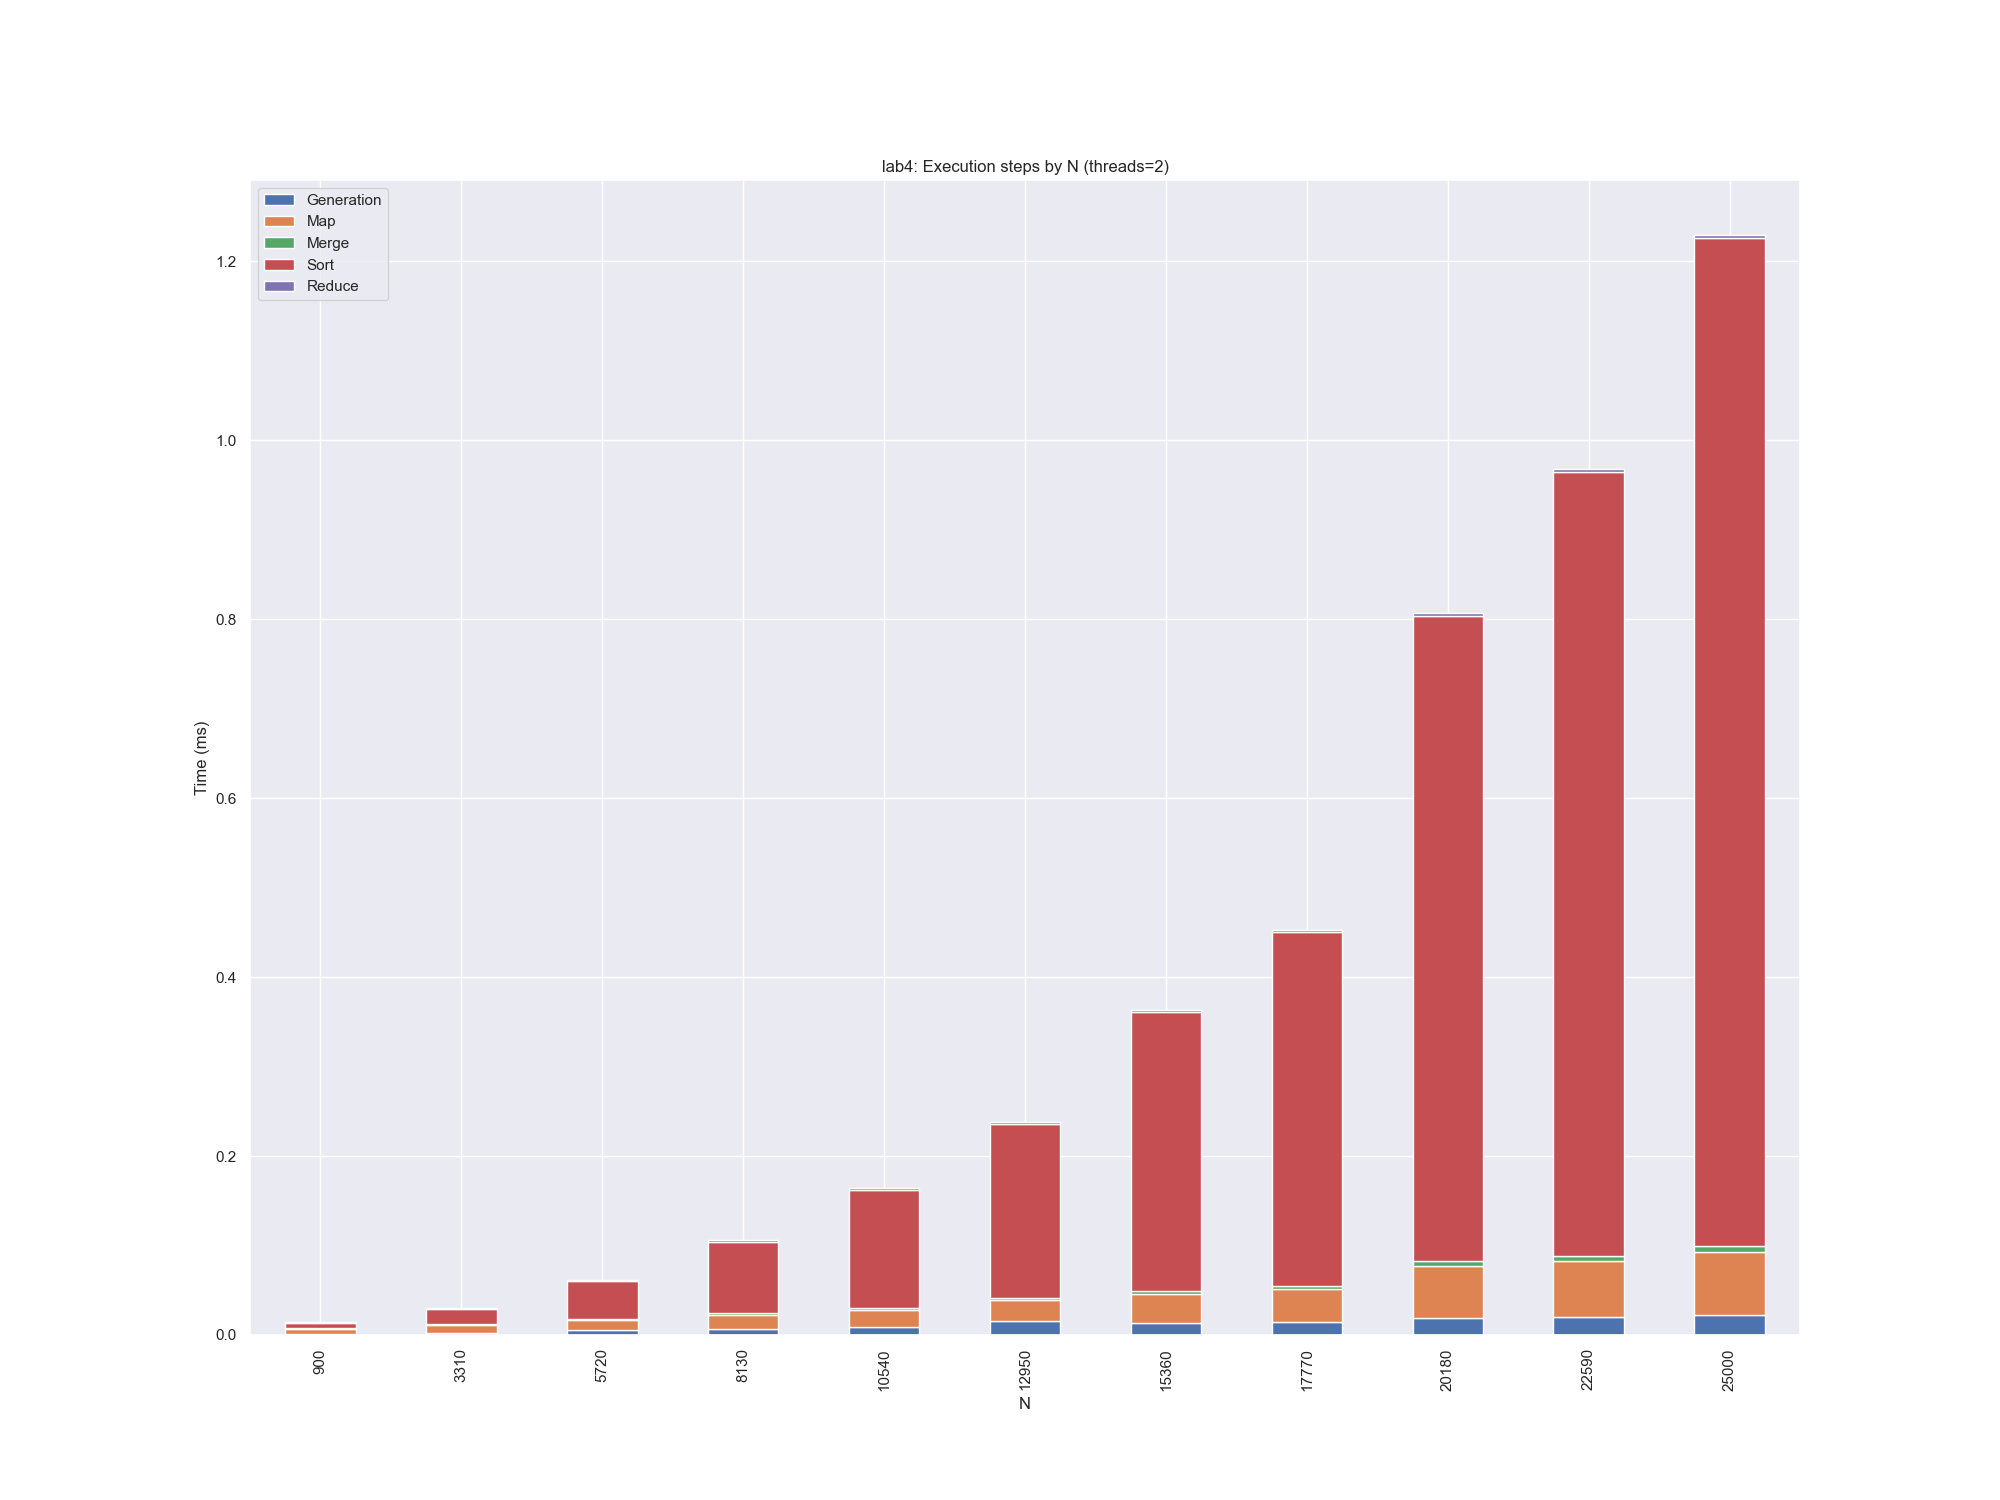 lab4: Execution steps by N (threads=2)
Generation
Map
Merge
Sort
Reduce
Time (ms)
1.2
1.0
0.8
0.6
0.4
0.2
0.0
900
3310
5720
8130
10540
12950
15360
17770
20180
22590
25000
N